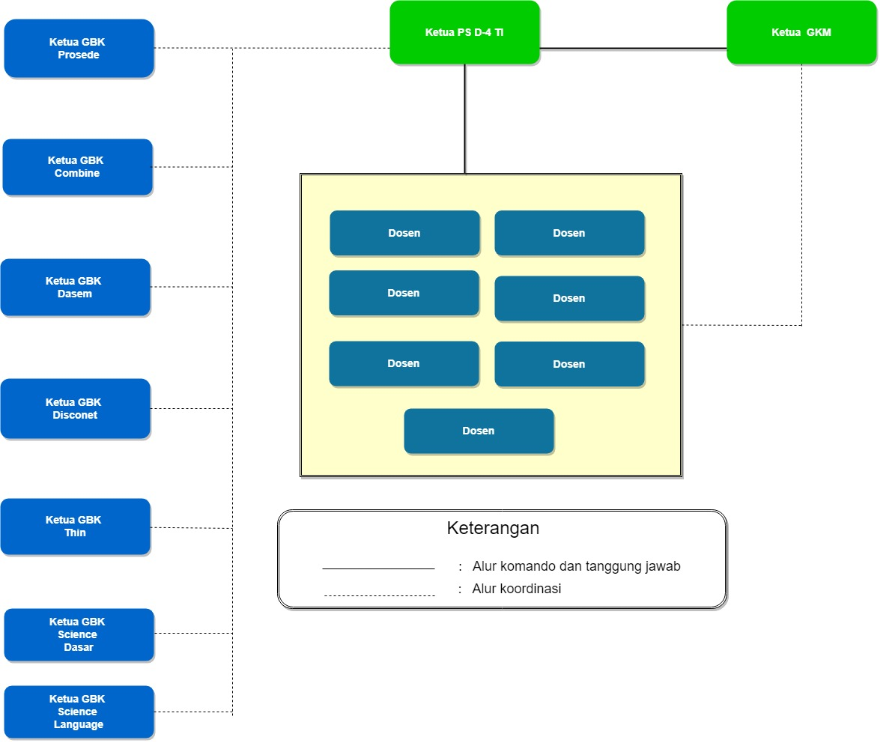 Ketua GBK
Prosede
Ketua PS D-4 TI
Ketua GKM
Ketua GBK
Combine
Ketua GBK
Dasem
Ketua GBK
Disconet
Ketua GBK
Thin
Ketua GBK
Science
Dasar
Ketua GBK
Science
Language
Dosen
Dosen
Dosen
Dosen
Dosen
Dosen
Dosen
Keterangan
: Alur komando dan tanggung jawab
: Alur koordinasi